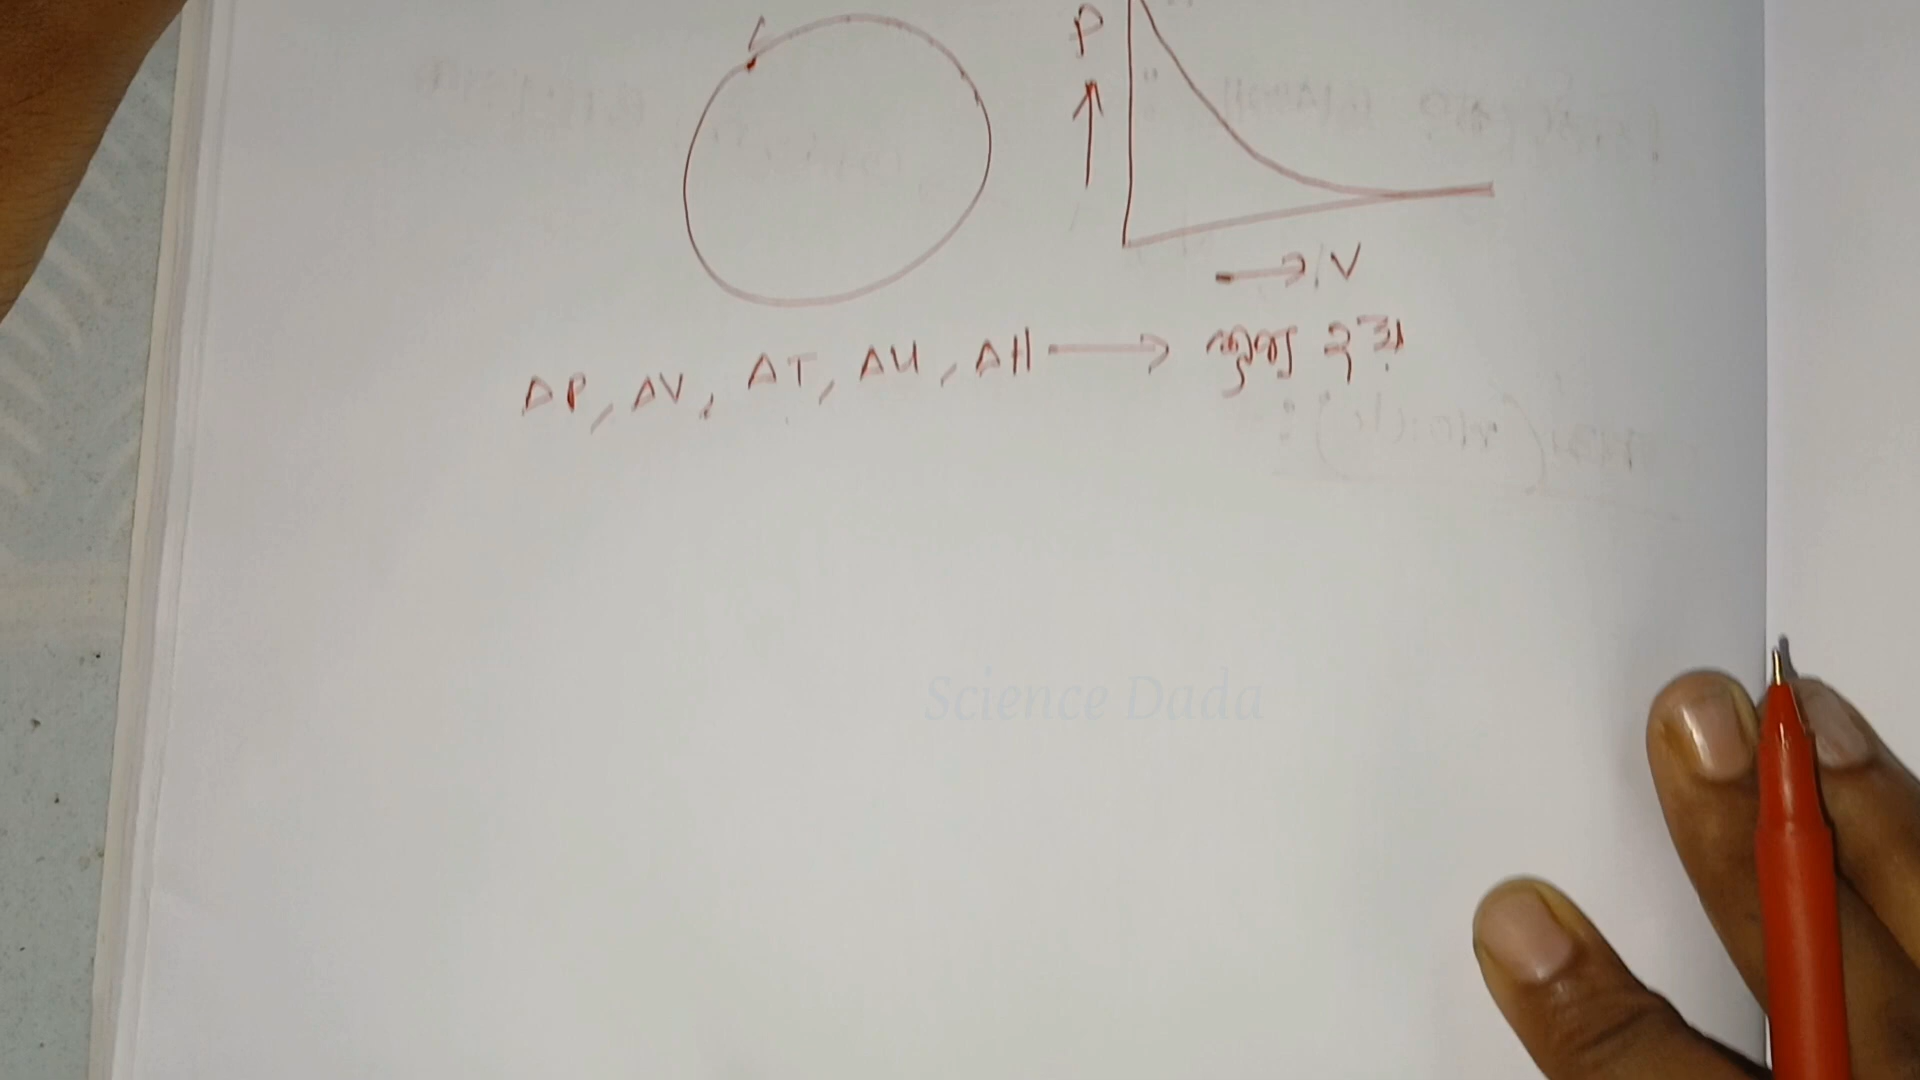 P
V
ΔP, ΔV, ΔT, ΔU, ΔH ⟶ শূন্য হয়
Science Dada